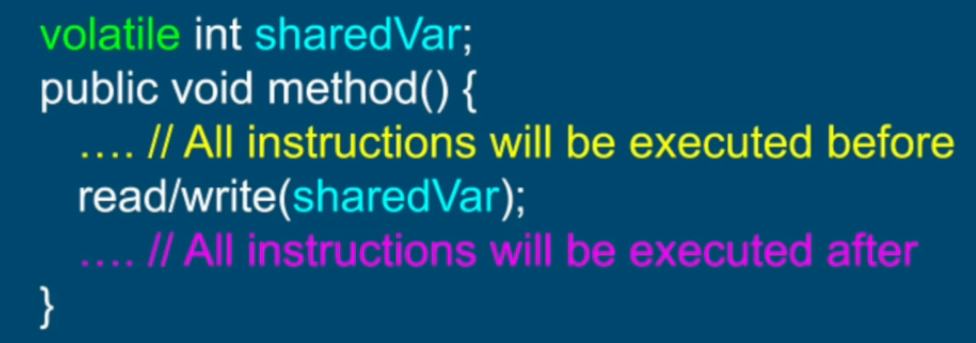 volatile int sharedVar;
public void method() {
.... // All instructions will be executed before
read/write(sharedVar);
.... // All instructions will be executed after
}